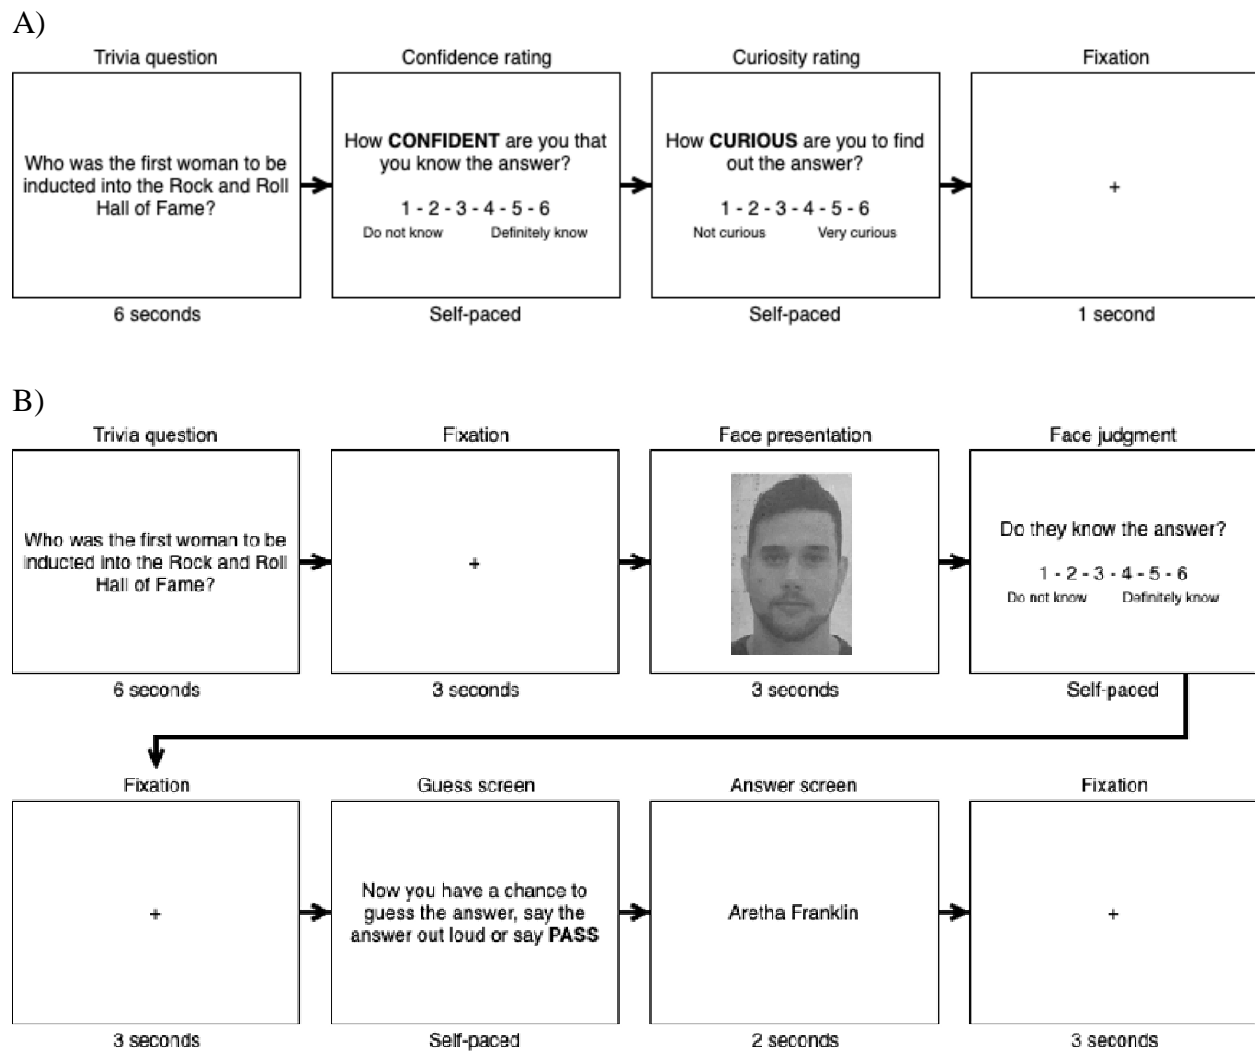 A)
Trivia question
Confidence rating
Curiosity rating
Fixation
Who was the first woman to be
inducted into the Rock and Roll
Hall of Fame?
How CONFIDENT are you that
you know the answer?
1 - 2 - 3 - 4 - 5 - 6
Do not know
Definitely know
How CURIOUS are you to find
out the answer?
1 - 2 - 3 - 4 - 5 - 6
Not curious
Very curious
+
6 seconds
Self-paced
Self-paced
1 second
B)
Trivia question
Fixation
Face presentation
Face judgment
Who was the first woman to be
inducted into the Rock and Roll
Hall of Fame?
+
Do they know the answer?
1 - 2 - 3 - 4 - 5 - 6
Do not know
Definitely know
6 seconds
3 seconds
3 seconds
Self-paced
Fixation
Guess screen
Answer screen
Fixation
+
Now you have a chance to
guess the answer, say the
answer out loud or say PASS
Aretha Franklin
+
3 seconds
Self-paced
2 seconds
3 seconds